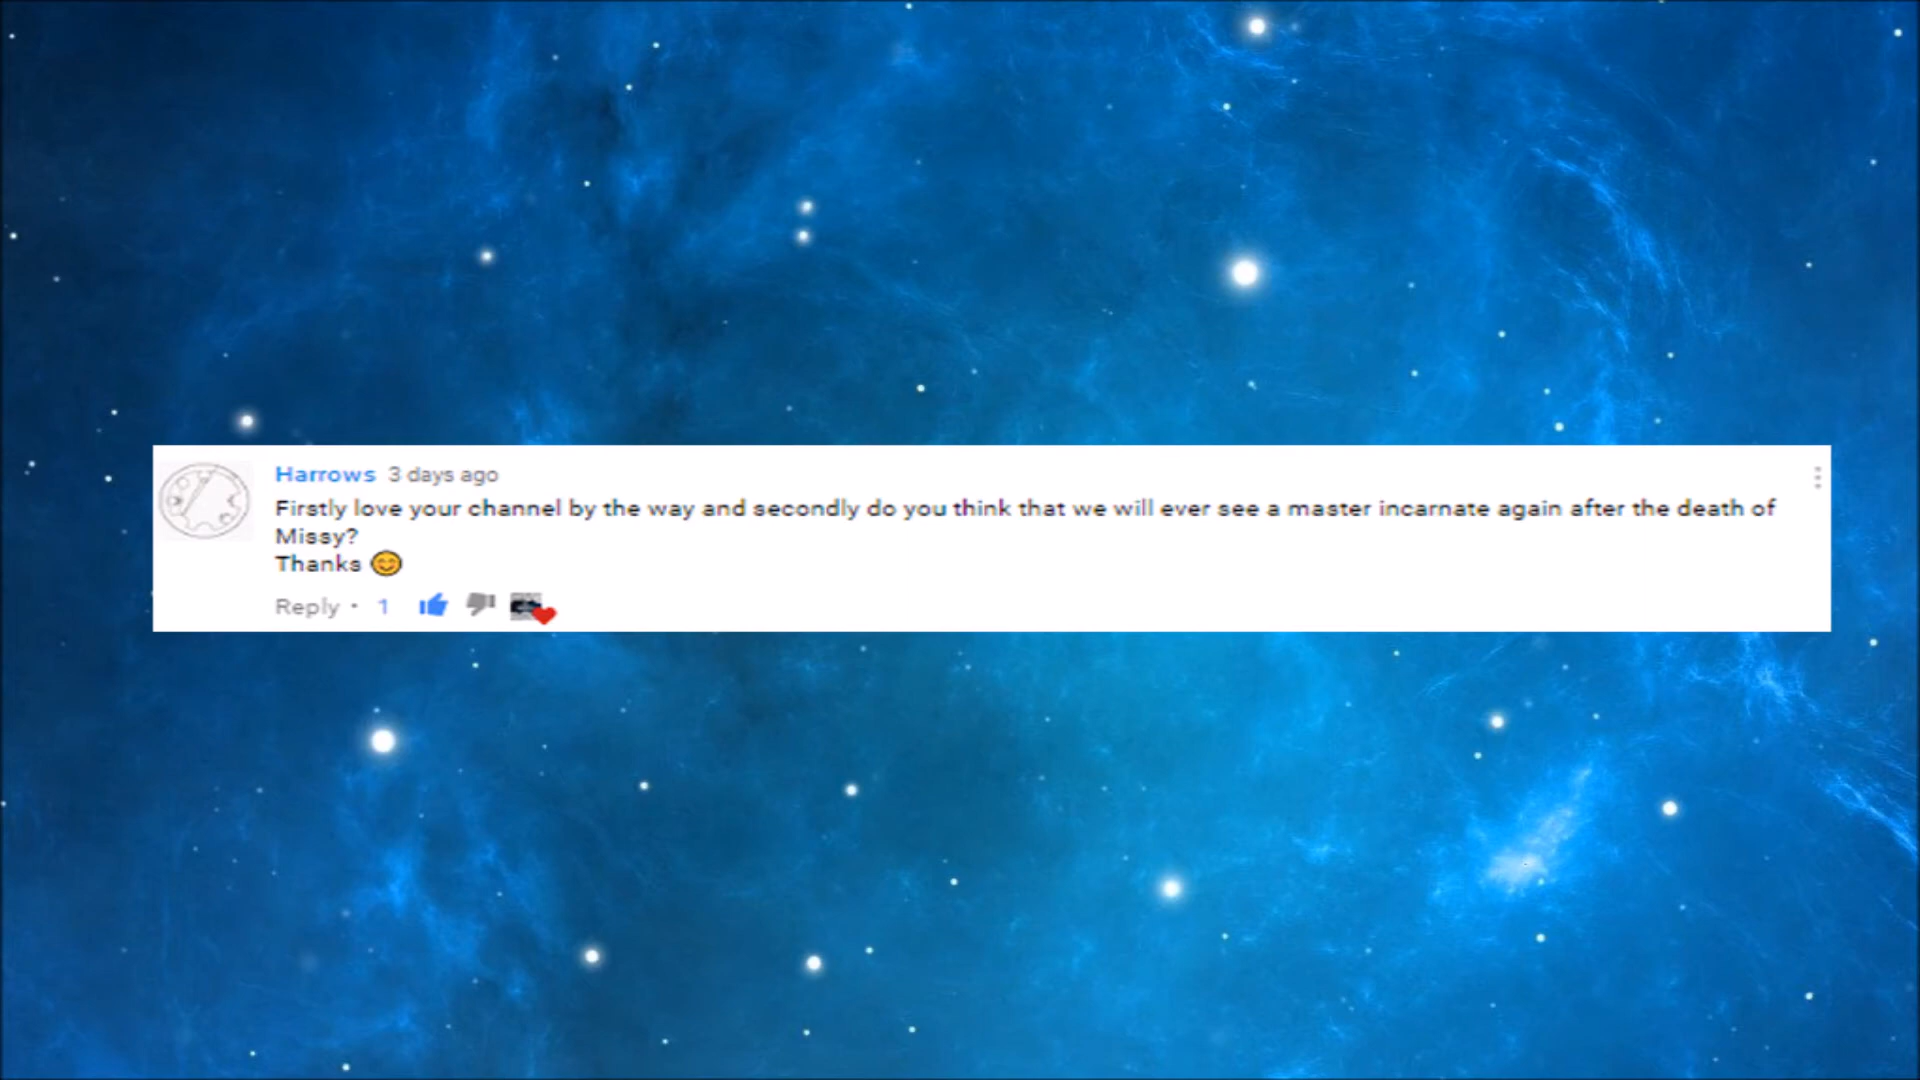 Harrows 3 days ago
Firstly love your channel by the way and secondly do you think that we will ever see a master incarnate again after the death of
Missy?
Thanks 😊
Reply • 1